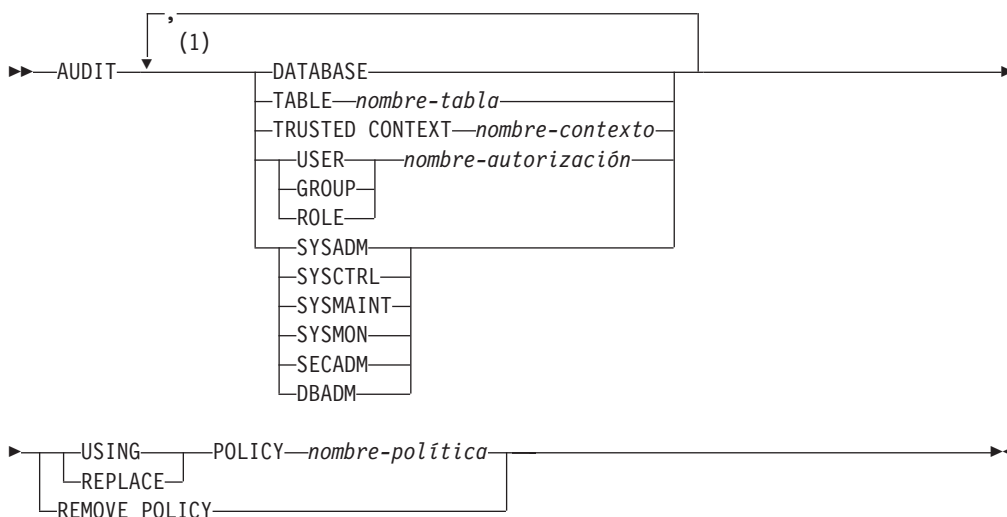 ,
(1)
AUDIT DATABASE
TABLE nombre-tabla
TRUSTED CONTEXT nombre-contexto
USER nombre-autorización
GROUP
ROLE
SYSADM
SYSCTRL
SYSMAINT
SYSMON
SECADM
DBADM
USING POLICY nombre-política
REPLACE
REMOVE POLICY